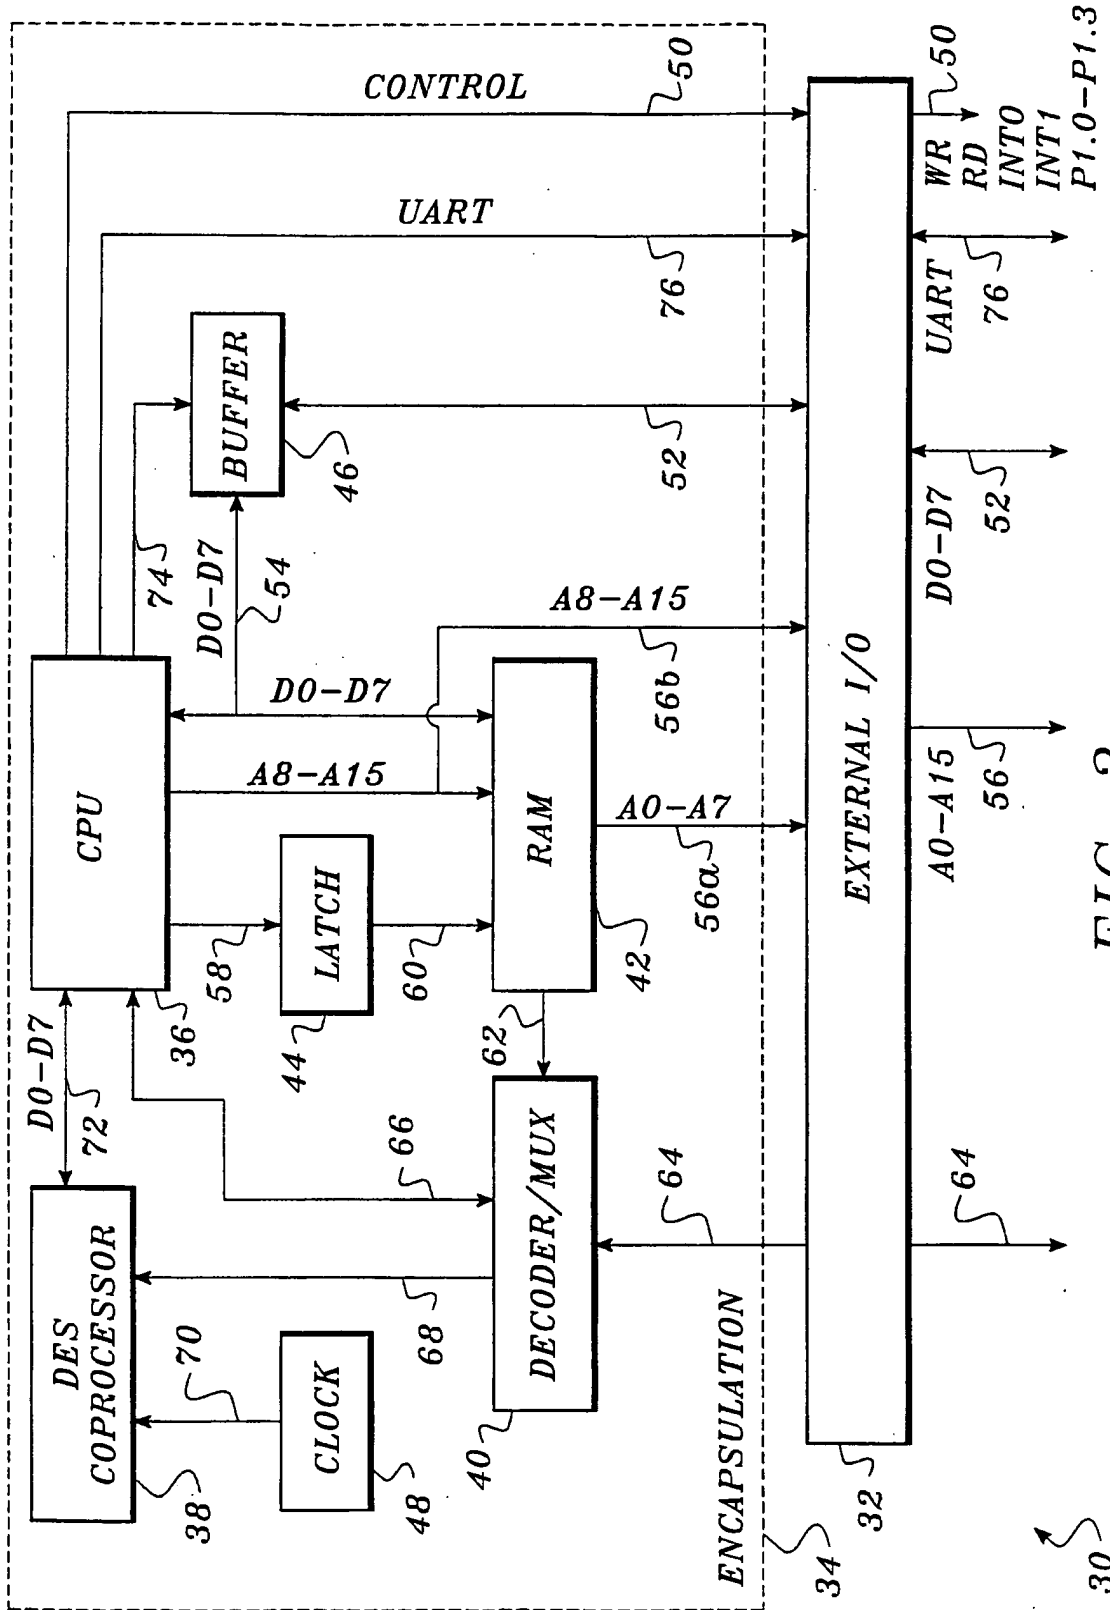 DES
COPROCESSOR
38
D0-D7
72
CPU
36
CONTROL
50
UART
76
74
BUFFER
46
D0-D7
54
70
CLOCK
48
68
66
58
LATCH
44
60
A8-A15
D0-D7
62
DECODER/MUX
40
RAM
42
A8-A15
56b
A0-A7
56a
52
64
ENCAPSULATION
34
EXTERNAL I/O
32
64
A0-A15
56
D0-D7
52
UART
76
WR
RD
INT0
INT1
P1.0-P1.3
50
30
FIG.